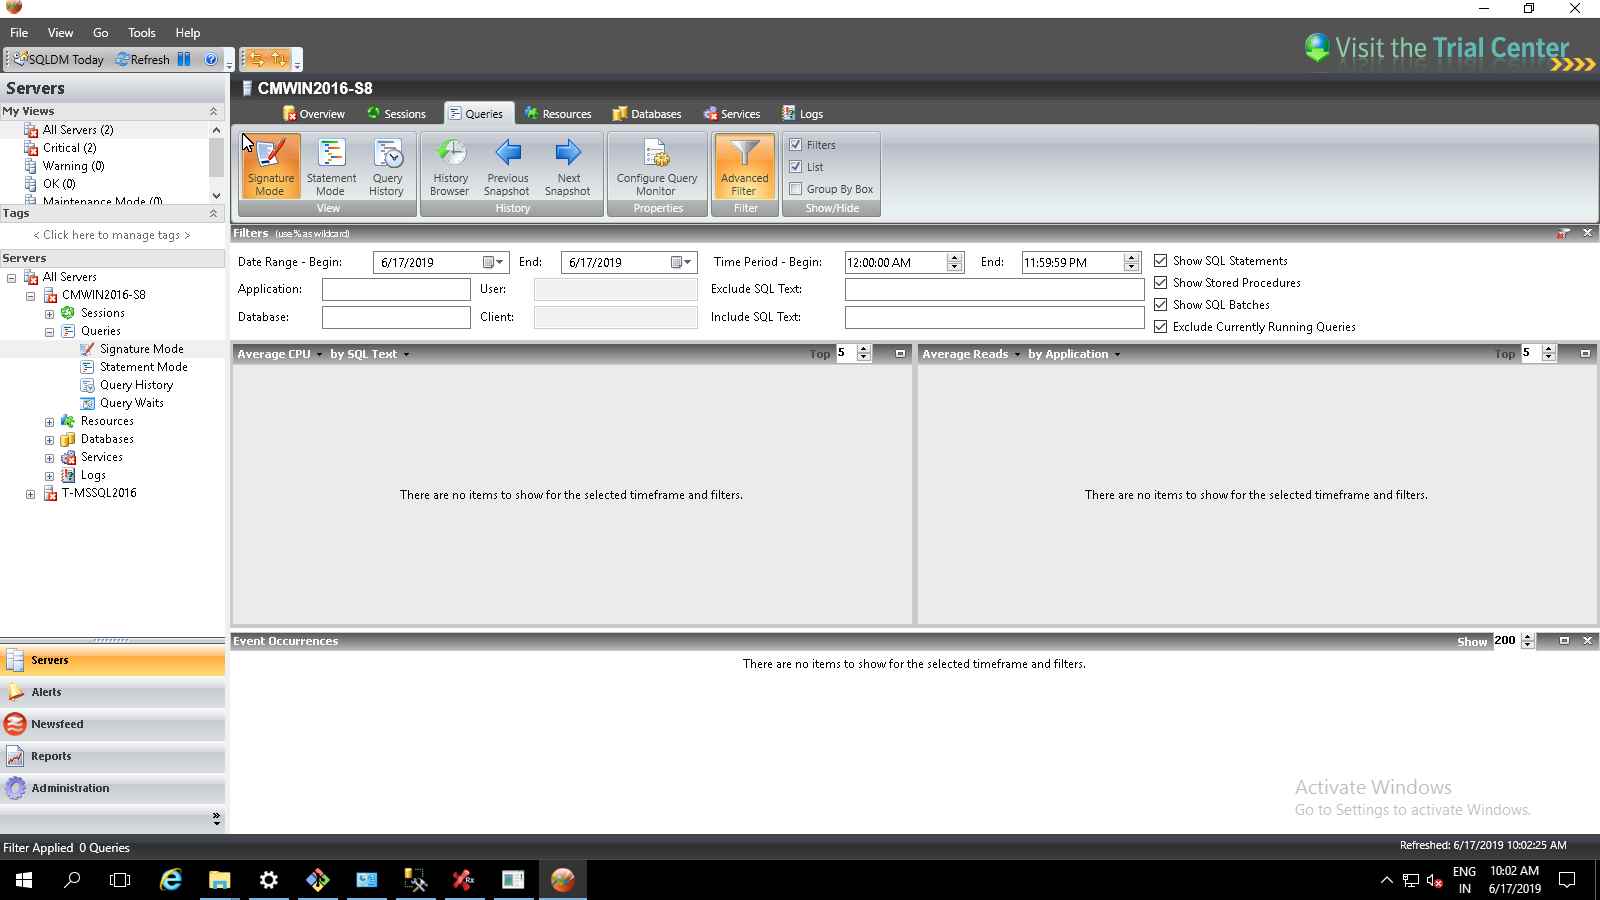 File View Go Tools Help
Visit the Trial Center
SQLDM Today Refresh
Servers
CMWIN2016-S8
My Views
Overview Sessions Queries Resources Databases Services Logs
All Servers (2)
Critical (2)
Warning (0)
OK (0)
Maintenance Mode (0)
Signature Mode
Statement Mode
Query History
View
History Browser
Previous Snapshot
Next Snapshot
History
Configure Query Monitor
Properties
Advanced Filter
Filter
Filters
List
Group By Box
Show/Hide
Tags
< Click here to manage tags >
Servers
All Servers
CMWIN2016-S8
Sessions
Queries
Signature Mode
Statement Mode
Query History
Query Waits
Resources
Databases
Services
Logs
T-MSSQL2016
Filters (use % as wildcard)
Date Range - Begin: 6/17/2019 End: 6/17/2019 Time Period - Begin: 12:00:00 AM End: 11:59:59 PM Show SQL Statements
Show Stored Procedures
Application: User: Exclude SQL Text:
Show SQL Batches
Database: Client: Include SQL Text:
Exclude Currently Running Queries
Average CPU by SQL Text Top 5
Average Reads by Application Top 5
There are no items to show for the selected timeframe and filters.
There are no items to show for the selected timeframe and filters.
Event Occurrences Show 200
There are no items to show for the selected timeframe and filters.
Servers
Alerts
Newsfeed
Reports
Administration
Activate Windows
Go to Settings to activate Windows.
Filter Applied 0 Queries
Refreshed: 6/17/2019 10:02:25 AM
ENG
IN
10:02 AM
6/17/2019